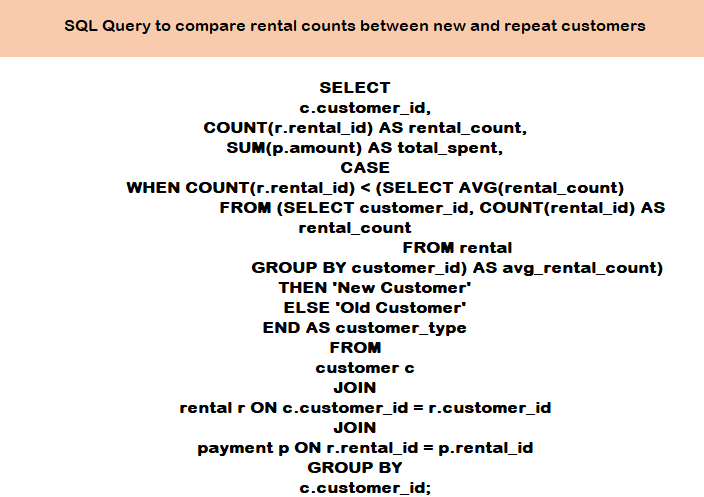 SQL Query to compare rental counts between new and repeat customers
SELECT
c.customer_id,
COUNT(r.rental_id) AS rental_count,
SUM(p.amount) AS total_spent,
CASE
WHEN COUNT(r.rental_id) < (SELECT AVG(rental_count)
FROM (SELECT customer_id, COUNT(rental_id) AS
rental_count
FROM rental
GROUP BY customer_id) AS avg_rental_count)
THEN 'New Customer'
ELSE 'Old Customer'
END AS customer_type
FROM
customer c
JOIN
rental r ON c.customer_id = r.customer_id
JOIN
payment p ON r.rental_id = p.rental_id
GROUP BY
c.customer_id;